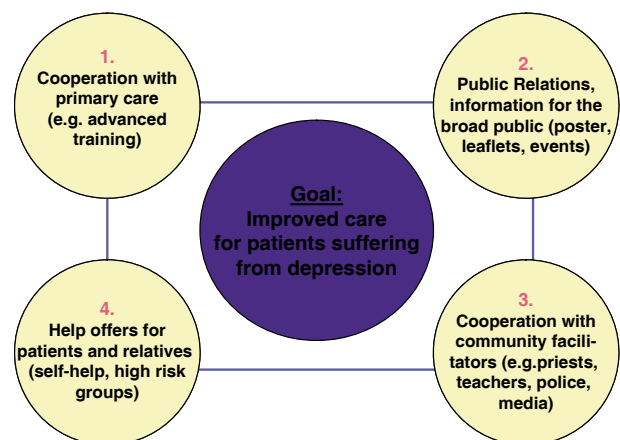 1.
Cooperation with
primary care
(e.g. advanced
training)
2.
Public Relations,
information for the
broad public (poster,
leaflets, events)
Goal:
Improved care
for patients suffering
from depression
4.
Help offers for
patients and relatives
(self-help, high risk
groups)
3.
Cooperation with
community facili-
tators (e.g.priests,
teachers, police,
media)